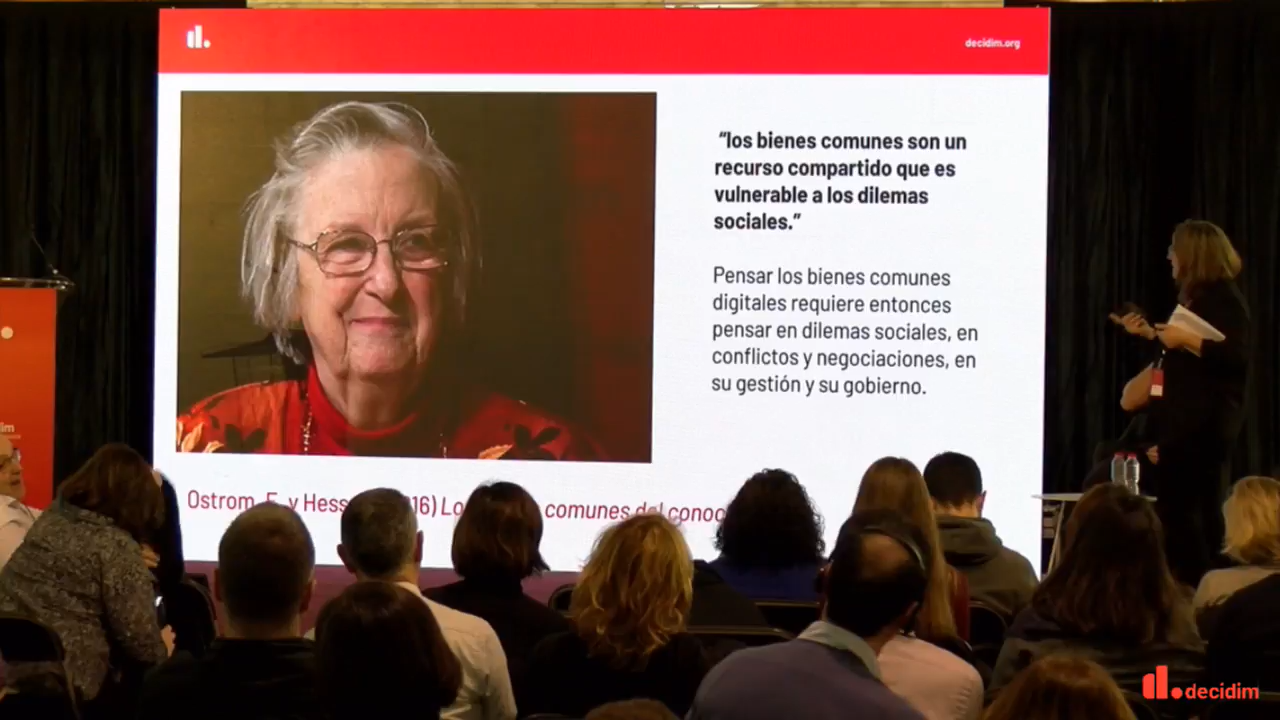 decidim.org
“los bienes comunes son un
recurso compartido que es
vulnerable a los dilemas
sociales.”
Pensar los bienes comunes
digitales requiere entonces
pensar en dilemas sociales, en
conflictos y negociaciones, en
su gestión y su gobierno.
Ostrom, E. y comunes del
decidim